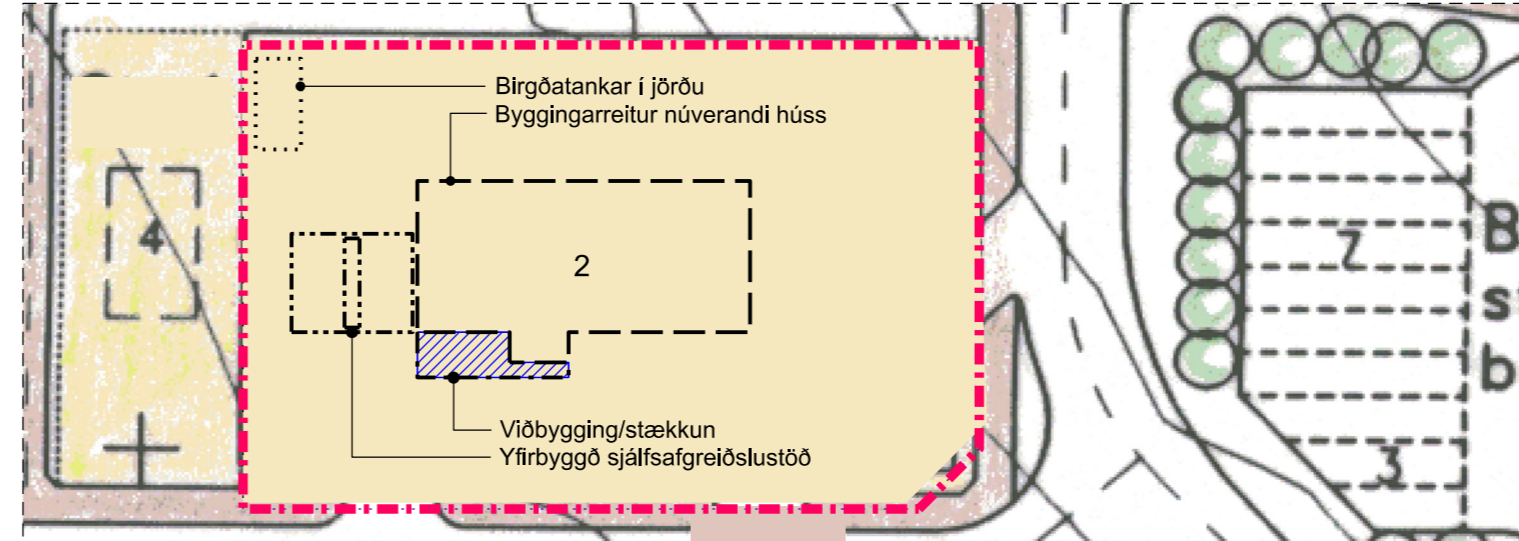 Birgðatankar í jörðu
Byggingarreitur núverandi húss
4
2
7
B
s
b
Viðbygging/stækkun
Yfirbyggð sjálfsafgreiðslustöð
3